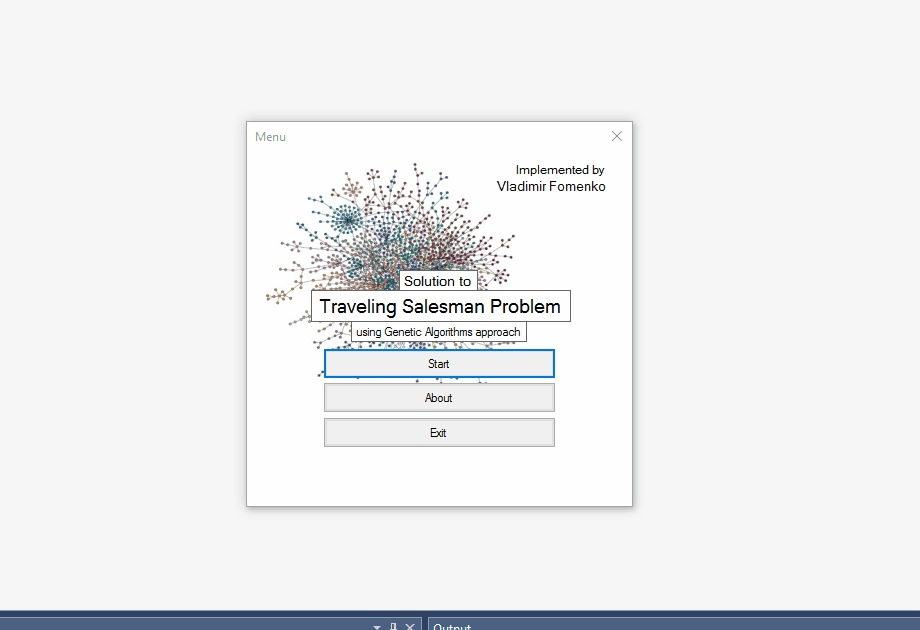 Menu
Implemented by
Vladimir Fomenko
Solution to
Traveling Salesman Problem
using Genetic Algorithms approach
Start
About
Exit
Output